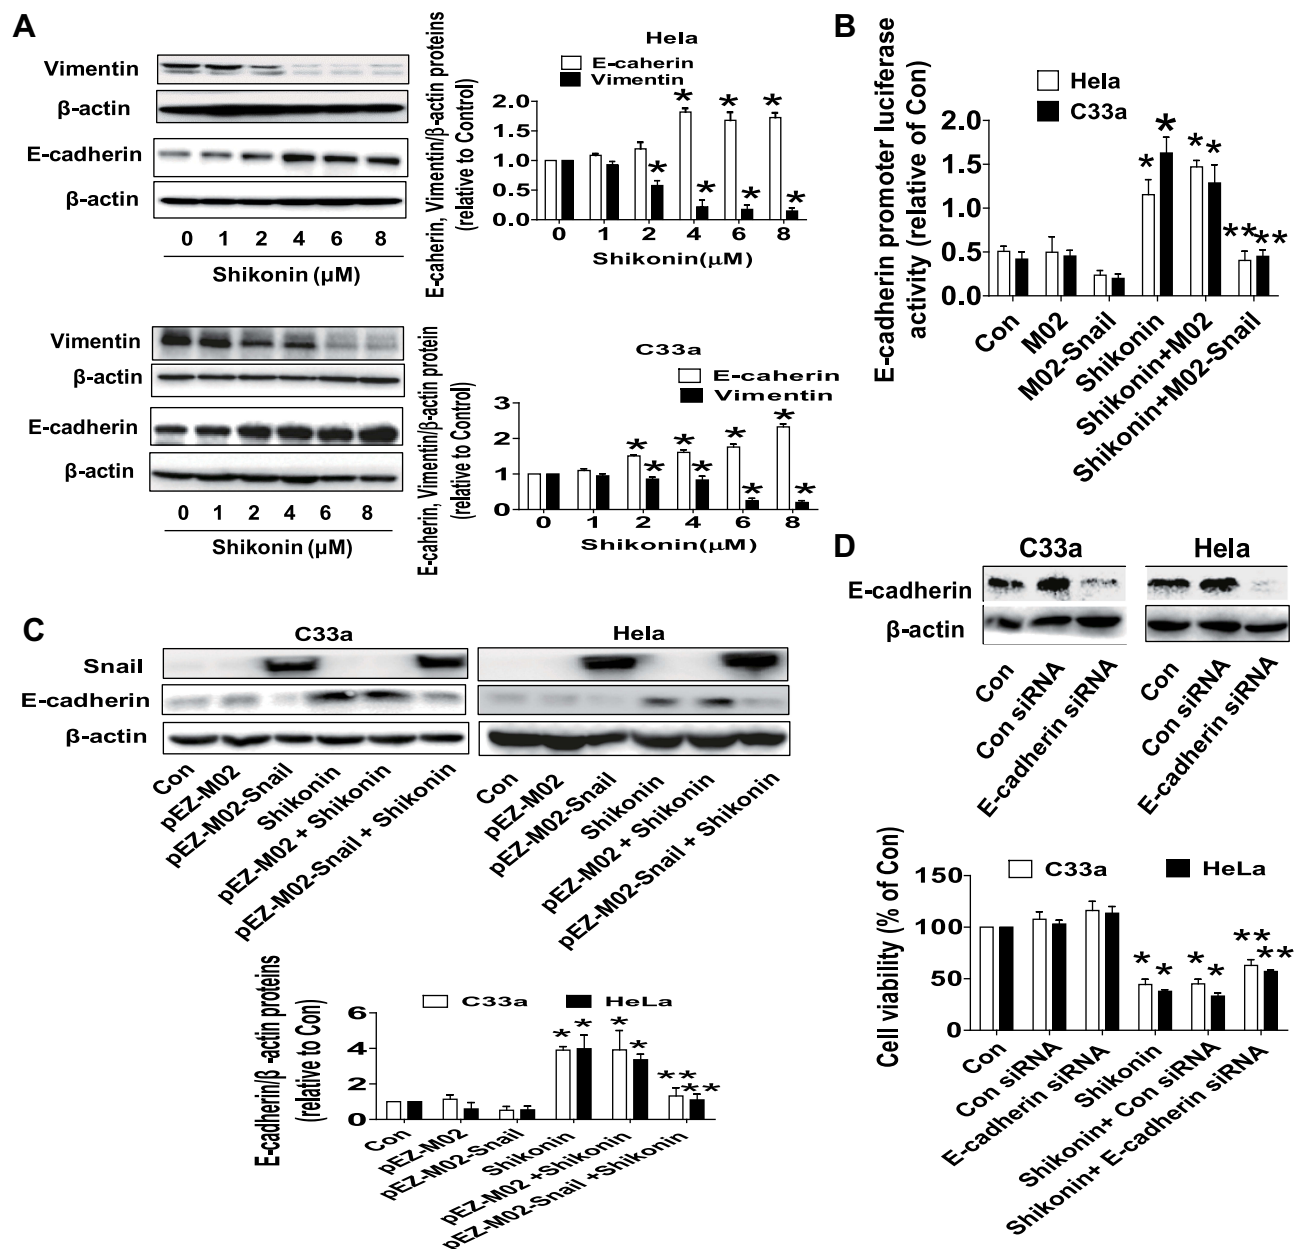 A
Vimentin
β-actin
E-cadherin
β-actin
0 1 2 4 6 8
Shikonin (µM)
E-caherin, Vimentin/β-actin proteins
(relative to Control)
Hela
E-caherin
Vimentin
2.0
1.5
1.0
0.5
0.0
* * * * * * *
0 1 2 4 6 8
Shikonin(µM)
Vimentin
β-actin
E-cadherin
β-actin
0 1 2 4 6 8
Shikonin (µM)
E-caherin, Vimentin/β-actin protein
(relative to Control)
C33a
E-caherin
Vimentin
3
2
1
0
* * * * * * * *
0 1 2 4 6 8
Shikonin(µM)
B
E-cadherin promoter luciferase
activity (relative of Con)
Hela
C33a
2.0
1.5
1.0
0.5
0.0
* * * * ** **
Con
M02
M02-Snail
Shikonin
Shikonin+M02
Shikonin+M02-Snail
C
C33a
Hela
Snail
E-cadherin
β-actin
Con
pEZ-M02
pEZ-M02-Snail
Shikonin
pEZ-M02 + Shikonin
pEZ-M02-Snail + Shikonin
Con
pEZ-M02
pEZ-M02-Snail
Shikonin
pEZ-M02 + Shikonin
pEZ-M02-Snail + Shikonin
E-cadherin/β -actin proteins
(relative to Con)
C33a
HeLa
6
4
2
0
* * * * ** **
Con
pEZ-M02
pEZ-M02-Snail
Shikonin
pEZ-M02 +Shikonin
pEZ-M02-Snail +Shikonin
D
C33a
Hela
E-cadherin
β-actin
Con
Con siRNA
E-cadherin siRNA
Con
Con siRNA
E-cadherin siRNA
Cell viability (% of Con)
C33a
HeLa
150
100
50
0
* * * * ** **
Con
Con siRNA
E-cadherin siRNA
Shikonin
Shikonin+ Con siRNA
Shikonin+ E-cadherin siRNA